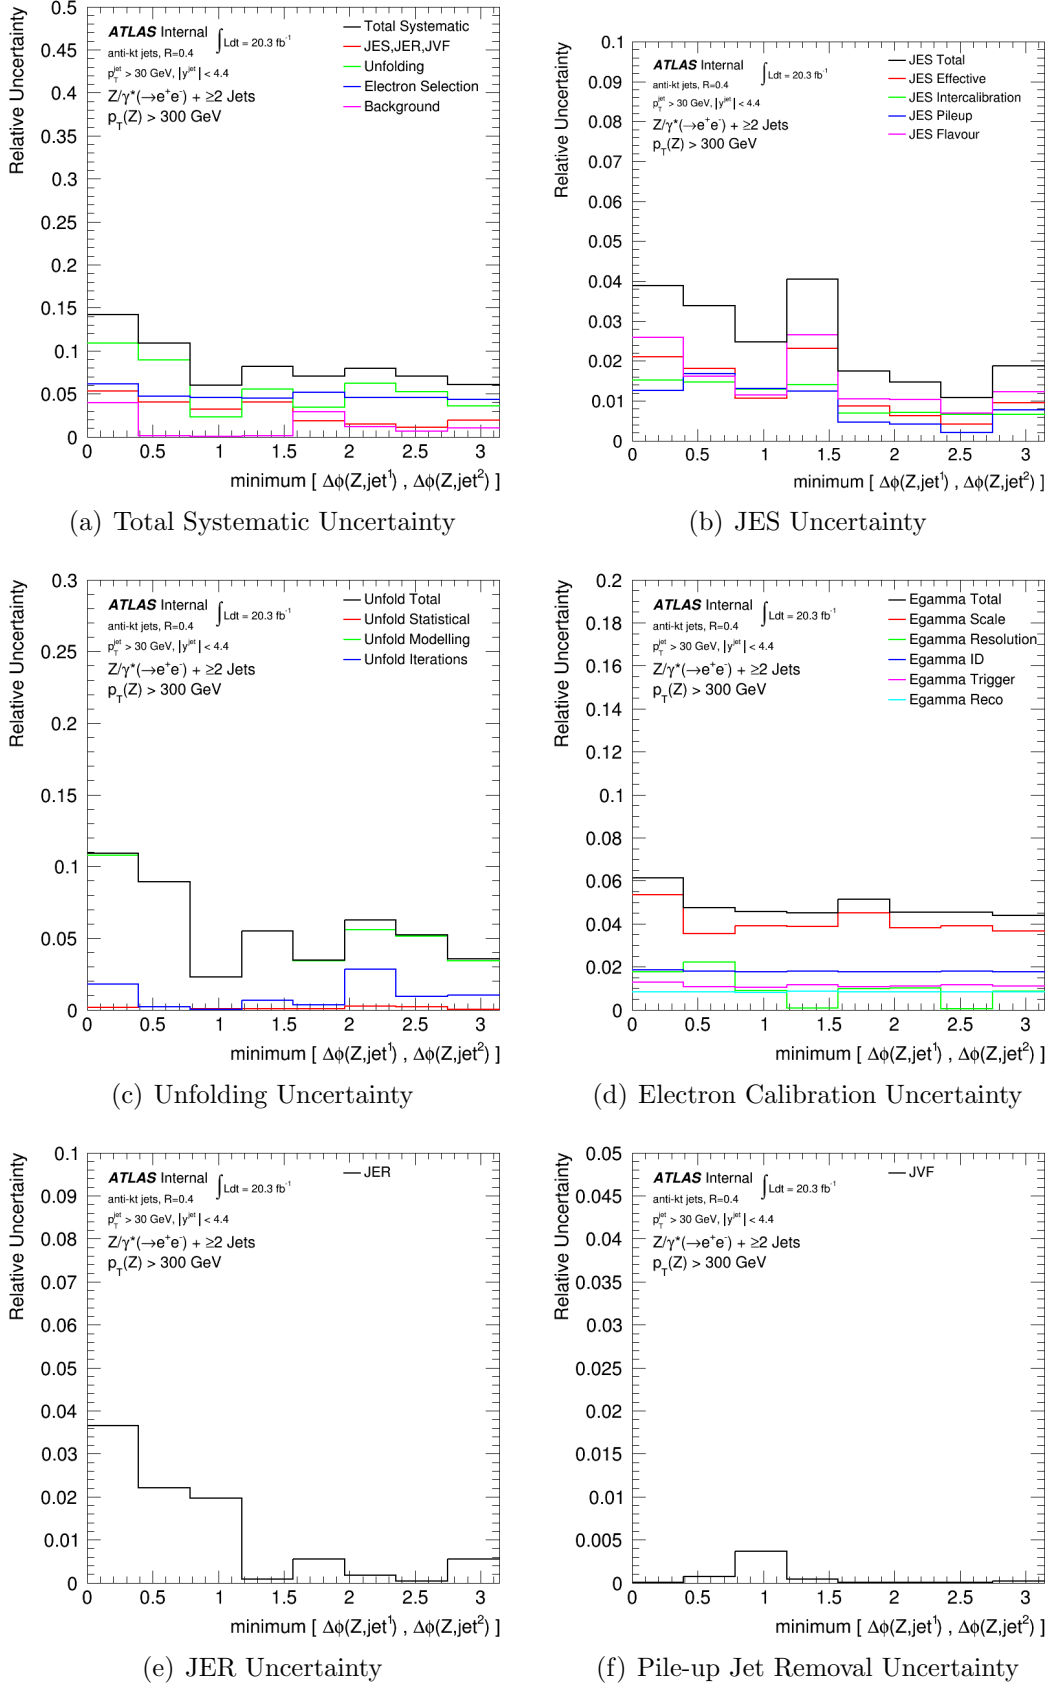 Relative Uncertainty
0.5
0.45
0.4
0.35
0.3
0.25
0.2
0.15
0.1
0.05
0
ATLAS Internal
∫Ldt = 20.3 fb⁻¹
anti-kt jets, R=0.4
p_T^jet > 30 GeV, |y^jet| < 4.4
Z/γ*(→e⁺e⁻) + ≥2 Jets
p_T(Z) > 300 GeV
Total Systematic
JES,JER,JVF
Unfolding
Electron Selection
Background
0 0.5 1 1.5 2 2.5 3
minimum [ Δϕ(Z,jet¹) , Δϕ(Z,jet²) ]
(a) Total Systematic Uncertainty
Relative Uncertainty
0.1
0.09
0.08
0.07
0.06
0.05
0.04
0.03
0.02
0.01
0
ATLAS Internal
∫Ldt = 20.3 fb⁻¹
anti-kt jets, R=0.4
p_T^jet > 30 GeV, |y^jet| < 4.4
Z/γ*(→e⁺e⁻) + ≥2 Jets
p_T(Z) > 300 GeV
JES Total
JES Effective
JES Intercalibration
JES Pileup
JES Flavour
0 0.5 1 1.5 2 2.5 3
minimum [ Δϕ(Z,jet¹) , Δϕ(Z,jet²) ]
(b) JES Uncertainty
Relative Uncertainty
0.3
0.25
0.2
0.15
0.1
0.05
0
ATLAS Internal
∫Ldt = 20.3 fb⁻¹
anti-kt jets, R=0.4
p_T^jet > 30 GeV, |y^jet| < 4.4
Z/γ*(→e⁺e⁻) + ≥2 Jets
p_T(Z) > 300 GeV
Unfold Total
Unfold Statistical
Unfold Modelling
Unfold Iterations
0 0.5 1 1.5 2 2.5 3
minimum [ Δϕ(Z,jet¹) , Δϕ(Z,jet²) ]
(c) Unfolding Uncertainty
Relative Uncertainty
0.2
0.18
0.16
0.14
0.12
0.1
0.08
0.06
0.04
0.02
0
ATLAS Internal
∫Ldt = 20.3 fb⁻¹
anti-kt jets, R=0.4
p_T^jet > 30 GeV, |y^jet| < 4.4
Z/γ*(→e⁺e⁻) + ≥2 Jets
p_T(Z) > 300 GeV
Egamma Total
Egamma Scale
Egamma Resolution
Egamma ID
Egamma Trigger
Egamma Reco
0 0.5 1 1.5 2 2.5 3
minimum [ Δϕ(Z,jet¹) , Δϕ(Z,jet²) ]
(d) Electron Calibration Uncertainty
Relative Uncertainty
0.1
0.09
0.08
0.07
0.06
0.05
0.04
0.03
0.02
0.01
0
ATLAS Internal
∫Ldt = 20.3 fb⁻¹
anti-kt jets, R=0.4
p_T^jet > 30 GeV, |y^jet| < 4.4
Z/γ*(→e⁺e⁻) + ≥2 Jets
p_T(Z) > 300 GeV
JER
0 0.5 1 1.5 2 2.5 3
minimum [ Δϕ(Z,jet¹) , Δϕ(Z,jet²) ]
(e) JER Uncertainty
Relative Uncertainty
0.05
0.045
0.04
0.035
0.03
0.025
0.02
0.015
0.01
0.005
0
ATLAS Internal
∫Ldt = 20.3 fb⁻¹
anti-kt jets, R=0.4
p_T^jet > 30 GeV, |y^jet| < 4.4
Z/γ*(→e⁺e⁻) + ≥2 Jets
p_T(Z) > 300 GeV
JVF
0 0.5 1 1.5 2 2.5 3
minimum [ Δϕ(Z,jet¹) , Δϕ(Z,jet²) ]
(f) Pile-up Jet Removal Uncertainty